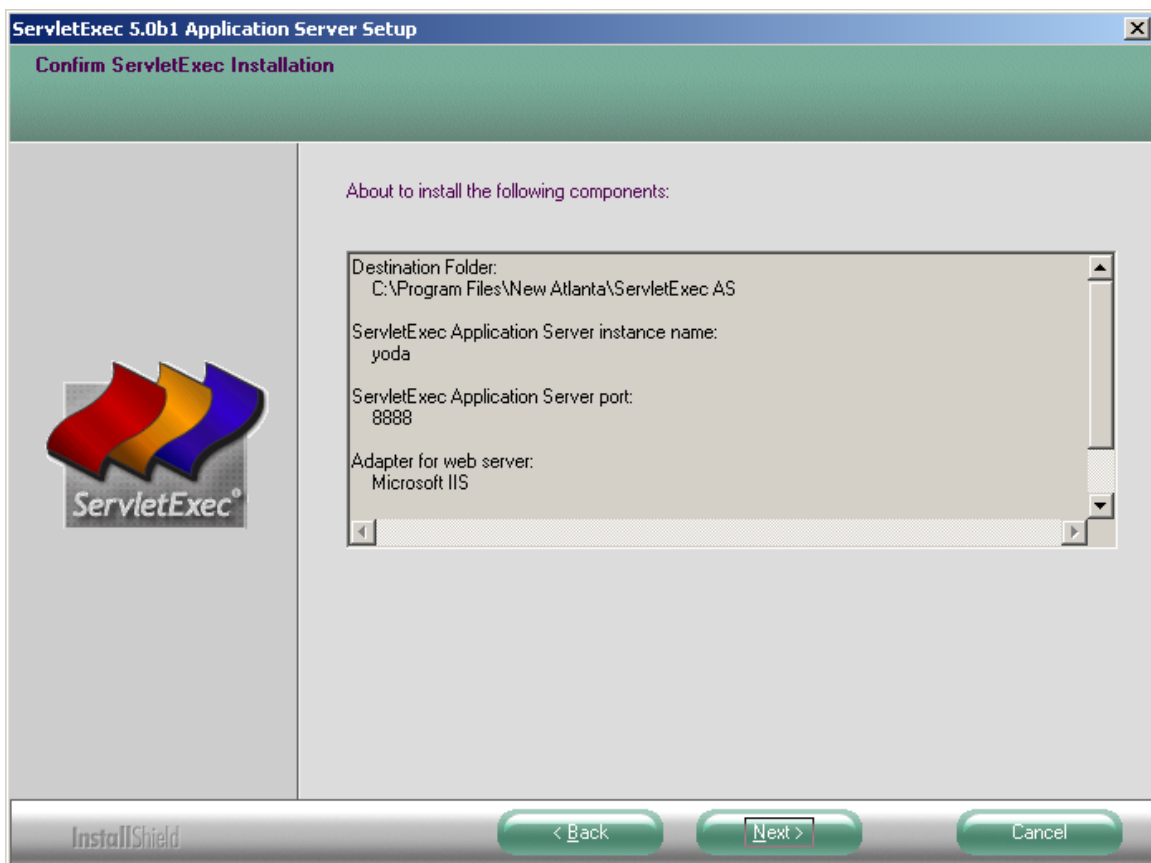 ServletExec 5.0b1 Application Server Setup
Confirm ServletExec Installation
About to install the following components:
Destination Folder:
C:\Program Files\New Atlanta\ServletExec AS
ServletExec Application Server instance name:
yoda
ServletExec Application Server port:
8888
Adapter for web server:
Microsoft IIS
ServletExec®
InstallShield
< Back
Next >
Cancel